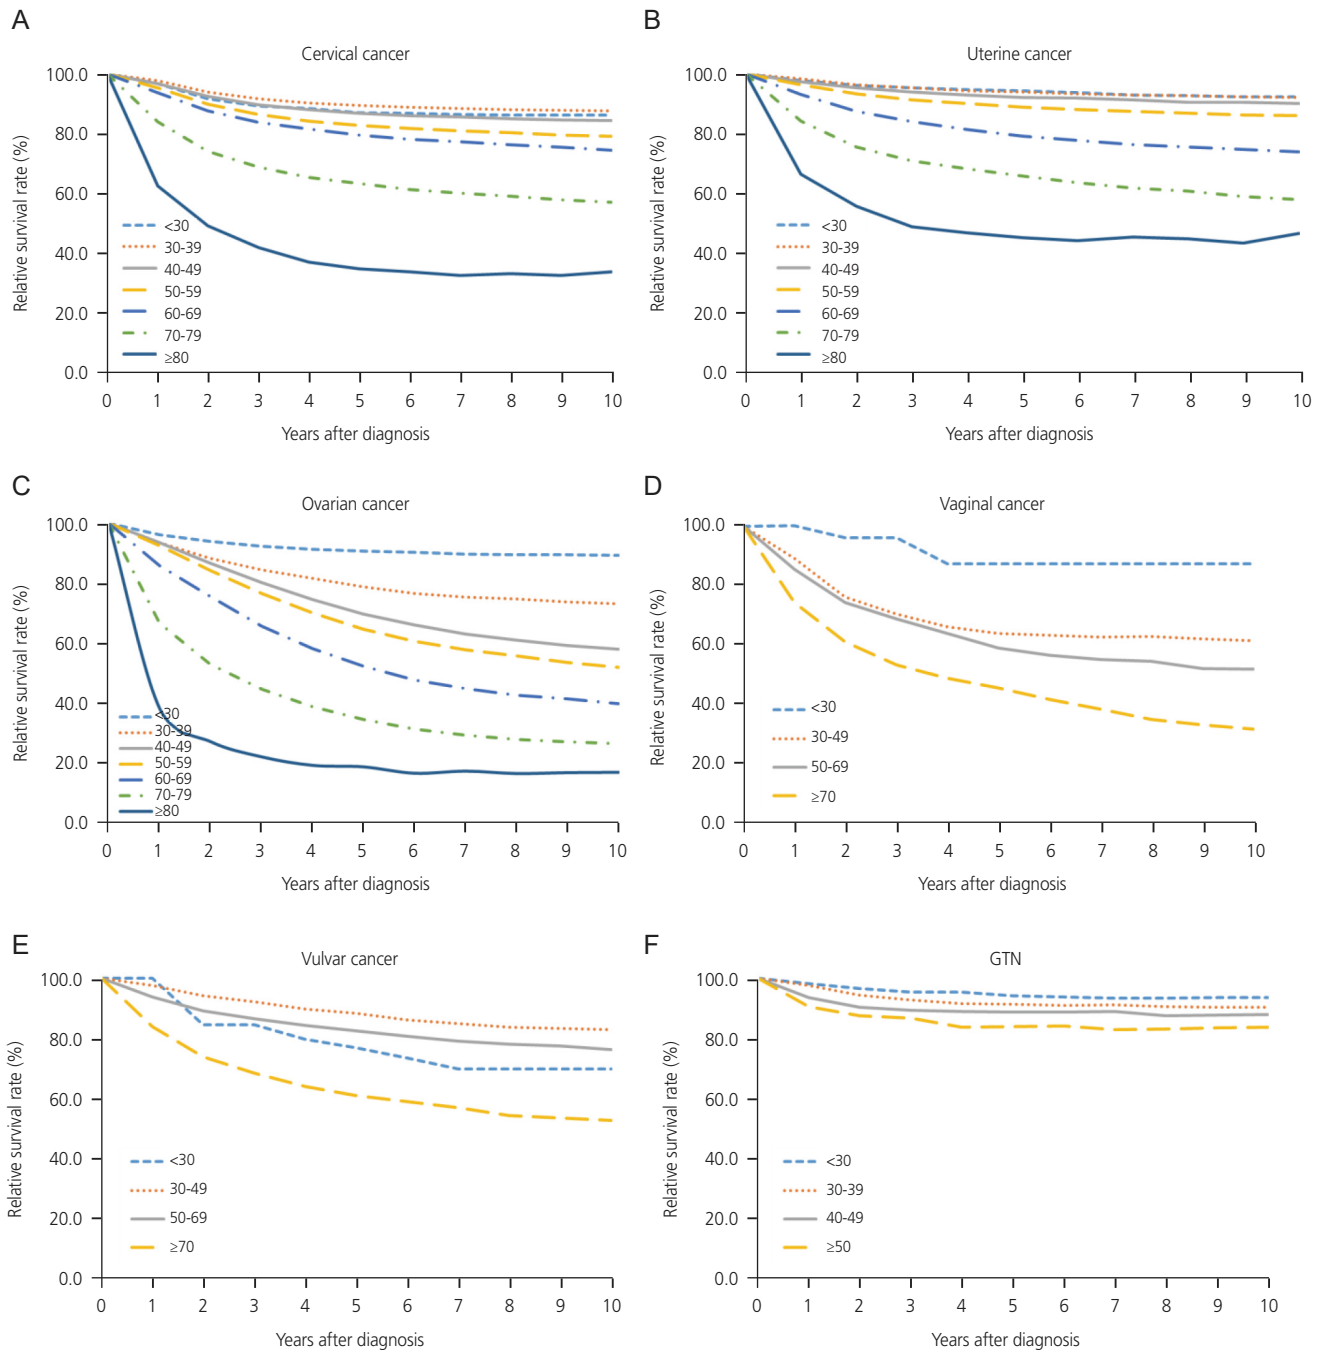 A
Cervical cancer
Relative survival rate (%)
100.0
80.0
60.0
40.0
20.0
0.0
<30
30-39
40-49
50-59
60-69
70-79
≥80
0 1 2 3 4 5 6 7 8 9 10
Years after diagnosis
B
Uterine cancer
Relative survival rate (%)
100.0
80.0
60.0
40.0
20.0
0.0
<30
30-39
40-49
50-59
60-69
70-79
≥80
0 1 2 3 4 5 6 7 8 9 10
Years after diagnosis
C
Ovarian cancer
Relative survival rate (%)
100.0
80.0
60.0
40.0
20.0
0.0
<30
30-39
40-49
50-59
60-69
70-79
≥80
0 1 2 3 4 5 6 7 8 9 10
Years after diagnosis
D
Vaginal cancer
Relative survival rate (%)
100.0
80.0
60.0
40.0
20.0
0.0
<30
30-49
50-69
≥70
0 1 2 3 4 5 6 7 8 9 10
Years after diagnosis
E
Vulvar cancer
Relative survival rate (%)
100.0
80.0
60.0
40.0
20.0
0.0
<30
30-49
50-69
≥70
0 1 2 3 4 5 6 7 8 9 10
Years after diagnosis
F
GTN
Relative survival rate (%)
100.0
80.0
60.0
40.0
20.0
0.0
<30
30-39
40-49
≥50
0 1 2 3 4 5 6 7 8 9 10
Years after diagnosis